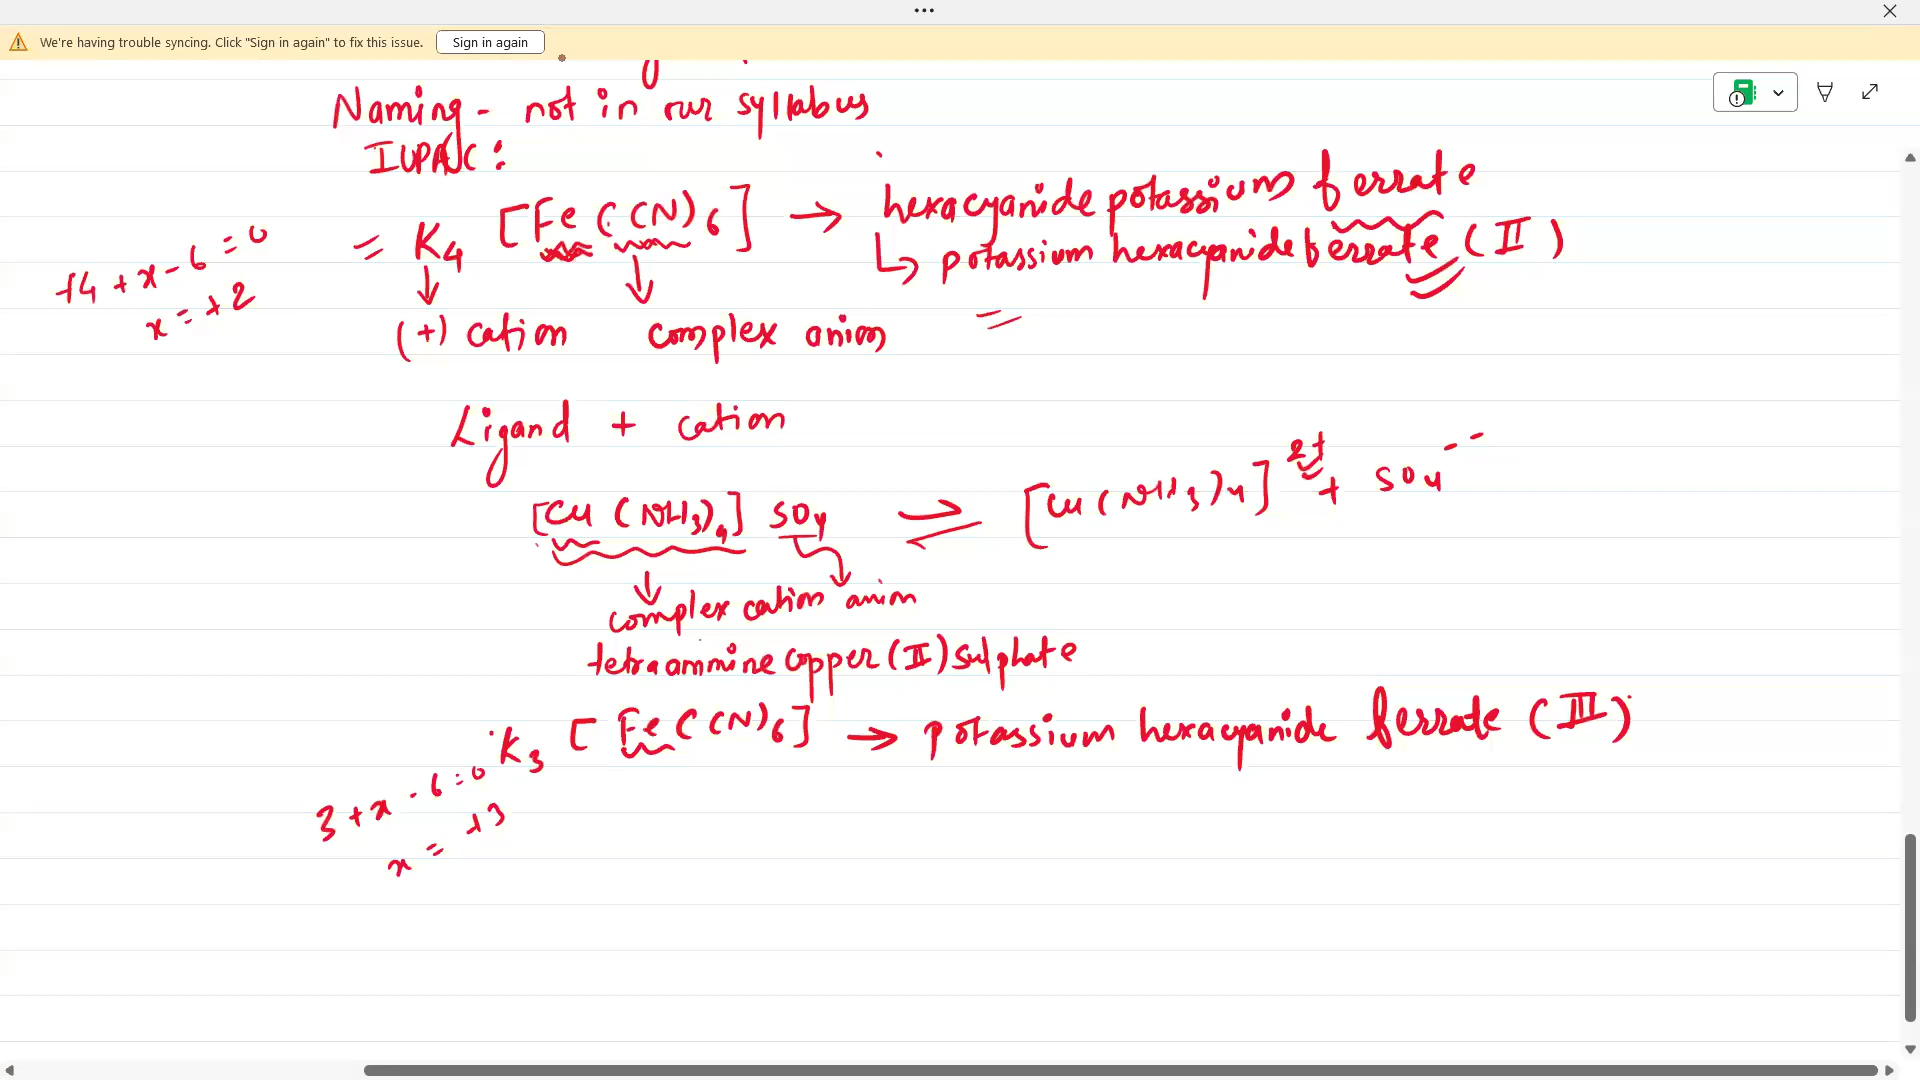 We're having trouble syncing. Click "Sign in again" to fix this issue. Sign in again
Naming - not in our syllabus
IUPAC :
= K4 [Fe(CN)6] → hexacyanide potassium ferrate
↳ potassium hexacyanide ferrate (II)
+4 + x - 6 = 0
x = +2
(+) cation complex anion
Ligand + cation
[Cu(NH3)4] SO4 ⇌ [Cu(NH3)4]2+ + SO4--
complex cation anion
tetraammine copper (II) sulphate
K3 [Fe(CN)6] → potassium hexacyanide ferrate (III)
3 + x - 6 = 0
x = +3